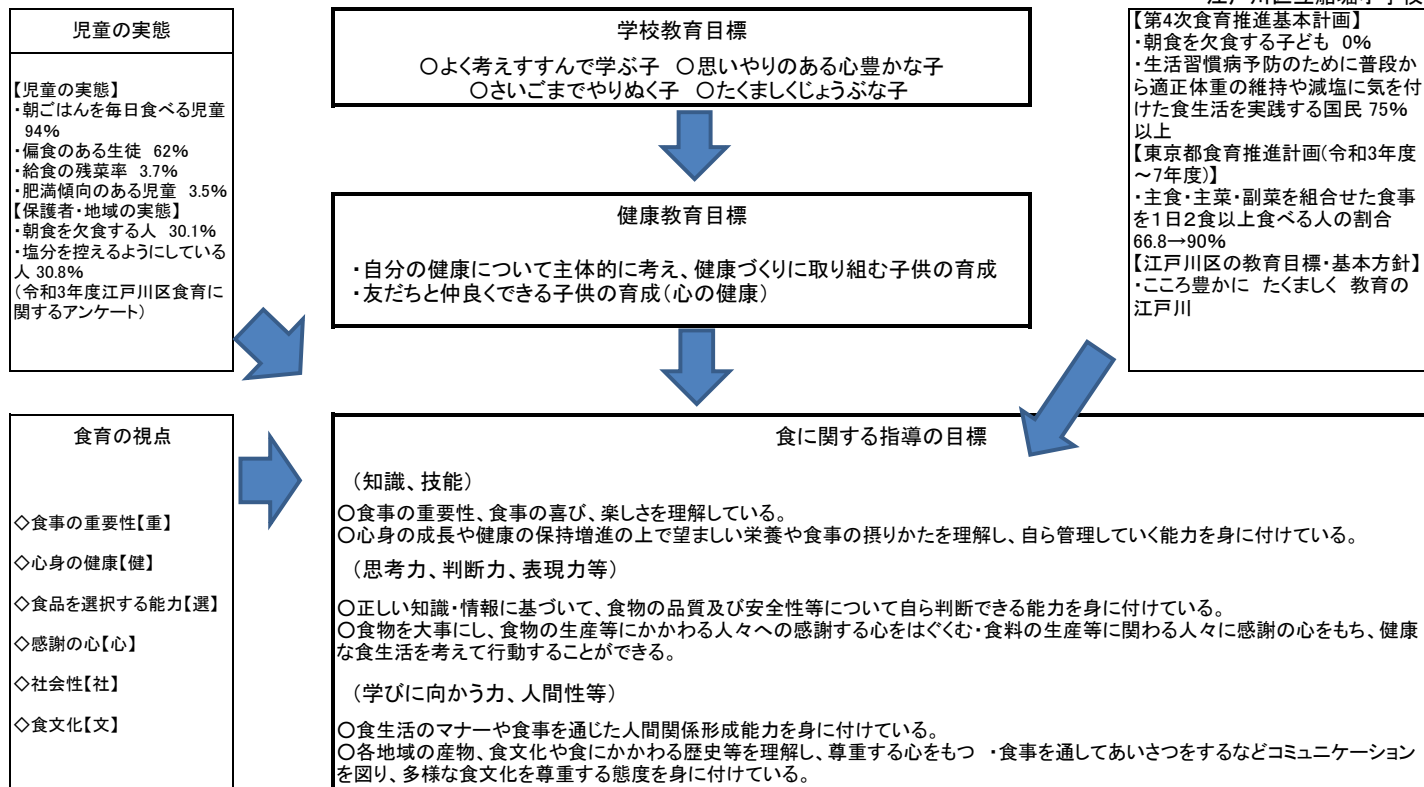 児童の実態
【児童の実態】
・朝ごはんを毎日食べる児童
94%
・偏食のある生徒 62%
・給食の残菜率 3.7%
・肥満傾向のある児童 3.5%
【保護者・地域の実態】
・朝食を欠食する人 30.1%
・塩分を控えるようにしている
人 30.8%
(令和3年度江戸川区食育に
関するアンケート)
学校教育目標
○よく考えすすんで学ぶ子 ○思いやりのある心豊かな子
○さいごまでやりぬく子 ○たくましくじょうぶな子
健康教育目標
・自分の健康について主体的に考え、健康づくりに取り組む子供の育成
・友だちと仲良くできる子供の育成(心の健康)
【第4次食育推進基本計画】
・朝食を欠食する子ども 0%
・生活習慣病予防のために普段か
ら適正体重の維持や減塩に気を付
けた食生活を実践する国民 75%
以上
【東京都食育推進計画(令和3年度
~7年度)】
・主食・主菜・副菜を組合せた食事
を1日2食以上食べる人の割合
66.8→90%
【江戸川区の教育目標・基本方針】
・こころ豊かに たくましく 教育の
江戸川
食育の視点
◇食事の重要性【重】
◇心身の健康【健】
◇食品を選択する能力【選】
◇感謝の心【心】
◇社会性【社】
◇食文化【文】
食に関する指導の目標
(知識、技能)
○食事の重要性、食事の喜び、楽しさを理解している。
○心身の成長や健康の保持増進の上で望ましい栄養や食事の摂りかたを理解し、自ら管理していく能力を身に付けている。
(思考力、判断力、表現力等)
○正しい知識・情報に基づいて、食物の品質及び安全性等について自ら判断できる能力を身に付けている。
○食物を大事にし、食物の生産等にかかわる人々への感謝する心をはぐくむ・食料の生産等に関わる人々に感謝の心をもち、健康
な食生活を考えて行動することができる。
(学びに向かう力、人間性等)
○食生活のマナーや食事を通じた人間関係形成能力を身に付けている。
○各地域の産物、食文化や食にかかわる歴史等を理解し、尊重する心をもつ ・食事を通してあいさつをするなどコミュニケーション
を図り、多様な食文化を尊重する態度を身に付けている。